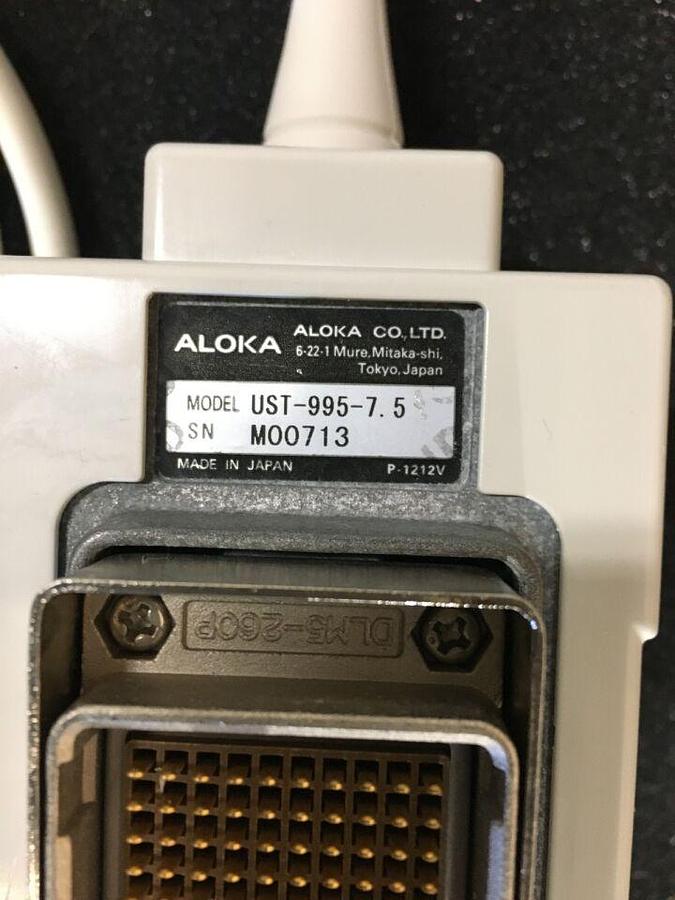 ALOKA
ALOKA CO., LTD.
6-22-1 Mure, Mitaka-shi,
Tokyo, Japan
MODEL UST-995-7.5
SN M00713
MADE IN JAPAN
P-1212V
DLM5-260P